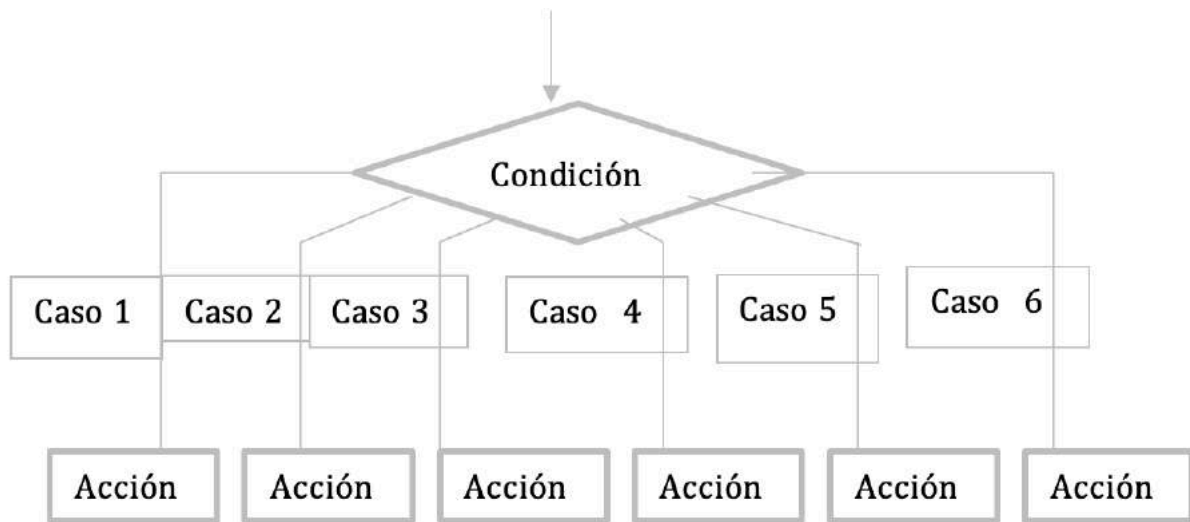 Condición
Caso 1
Caso 2
Caso 3
Caso 4
Caso 5
Caso 6
Acción
Acción
Acción
Acción
Acción
Acción